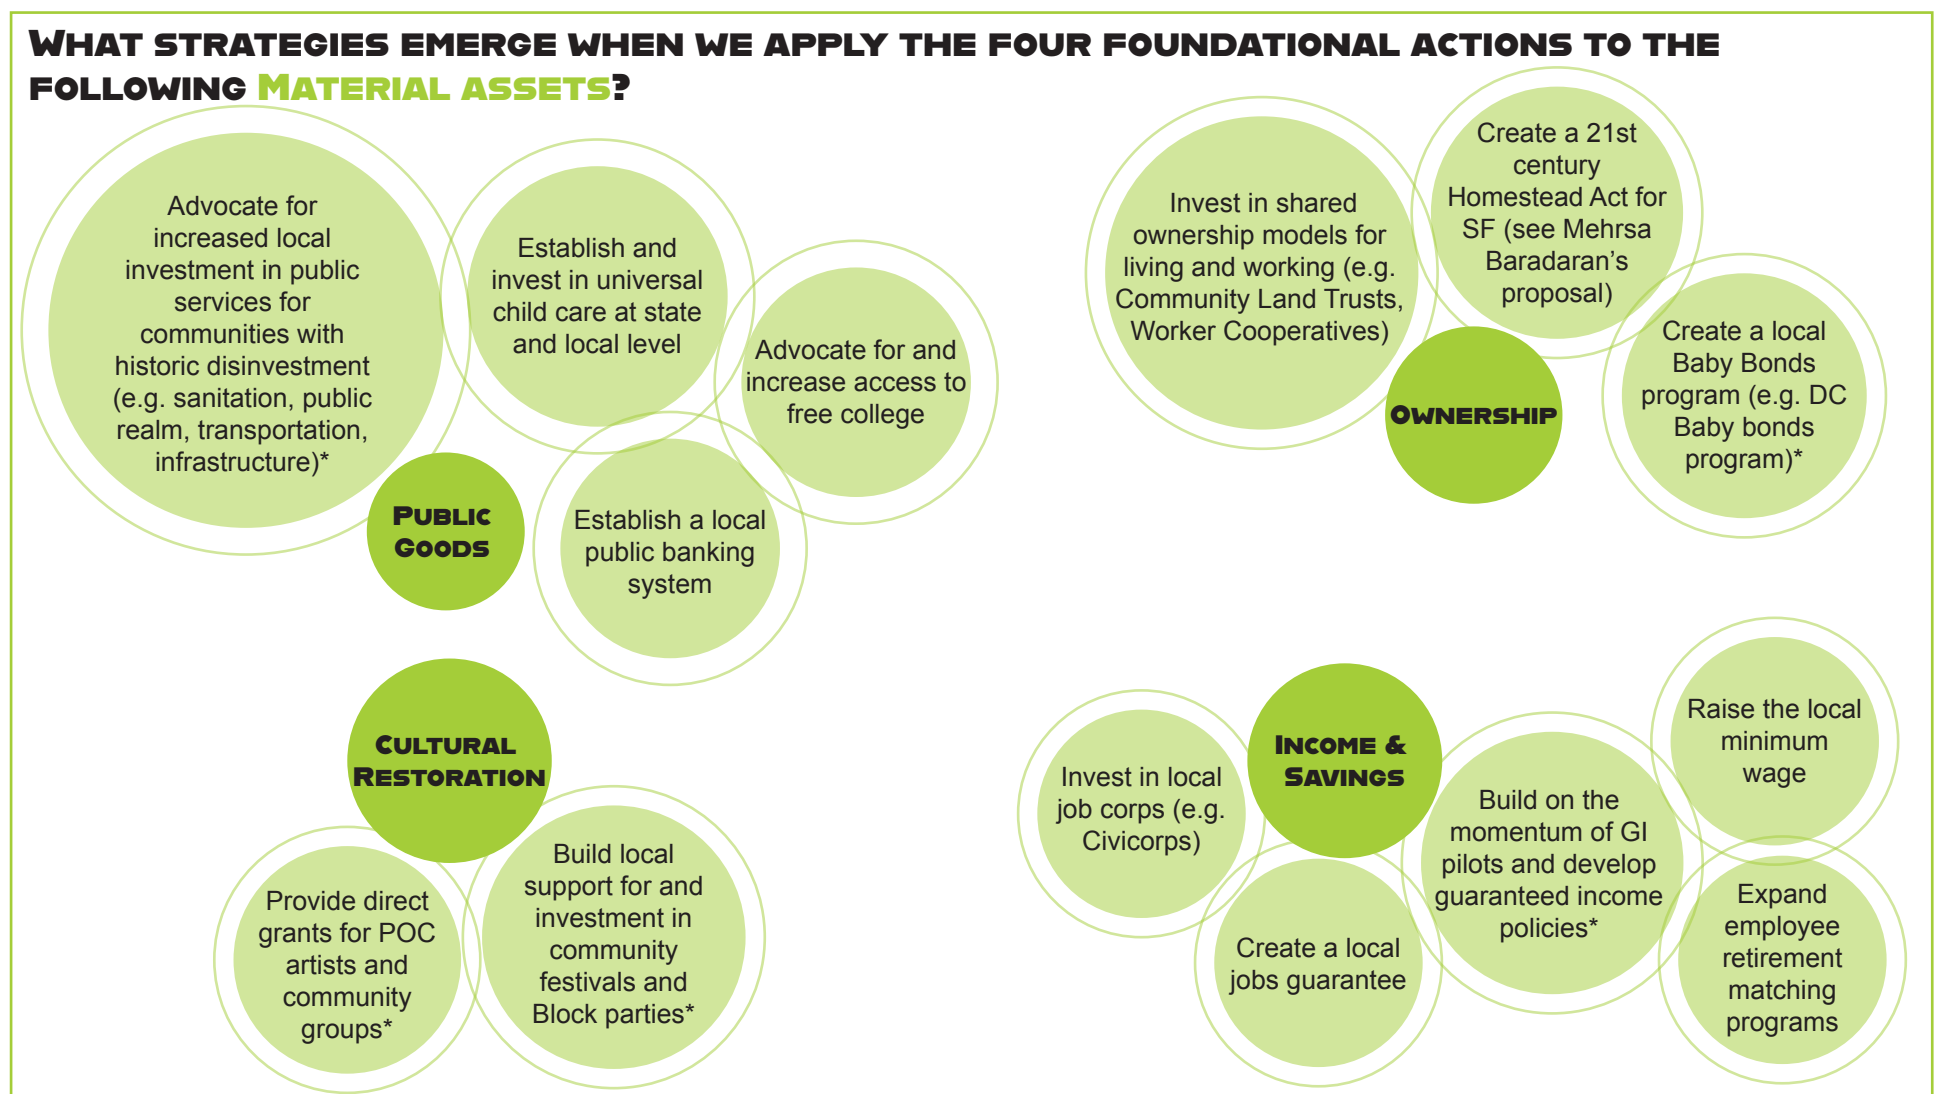 WHAT STRATEGIES EMERGE WHEN WE APPLY THE FOUR FOUNDATIONAL ACTIONS TO THE
FOLLOWING MATERIAL ASSETS?
Advocate for
increased local
investment in public
services for
communities with
historic disinvestment
(e.g. sanitation, public
realm, transportation,
infrastructure)*
Establish and
invest in universal
child care at state
and local level
Advocate for and
increase access to
free college
Establish a local
public banking
system
PUBLIC
GOODS
Invest in shared
ownership models for
living and working (e.g.
Community Land Trusts,
Worker Cooperatives)
Create a 21st
century
Homestead Act for
SF (see Mehrsa
Baradaran’s
proposal)
Create a local
Baby Bonds
program (e.g. DC
Baby bonds
program)*
OWNERSHIP
CULTURAL
RESTORATION
Provide direct
grants for POC
artists and
community
groups*
Build local
support for and
investment in
community
festivals and
Block parties*
INCOME &
SAVINGS
Invest in local
job corps (e.g.
Civicorps)
Create a local
jobs guarantee
Build on the
momentum of GI
pilots and develop
guaranteed income
policies*
Raise the local
minimum
wage
Expand
employee
retirement
matching
programs